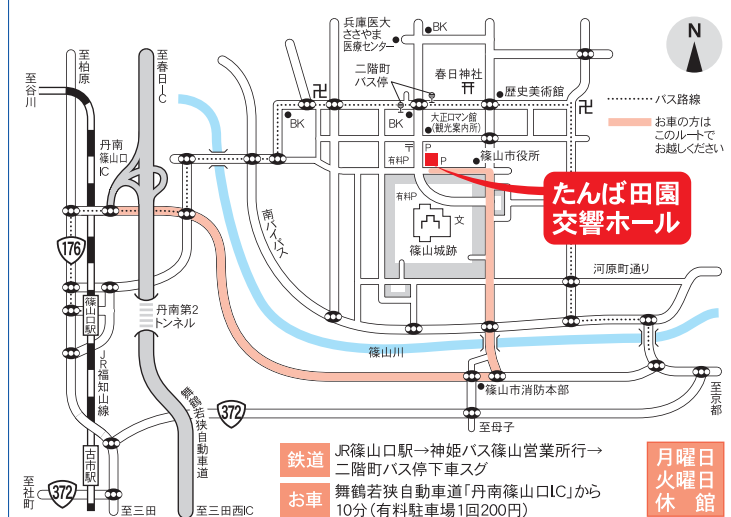 兵庫医大
ささやま
医療センター
BK
二階町
バス停
春日神社
歴史美術館
N
バス路線
お車の方は
このルートで
お越しください
至柏原
至谷川
至春日IC
丹南
篠山口
IC
卍
卍
BK
BK
大正ロマン館
(観光案内所)
〒
有料P
P
P
篠山市役所
たんば田園
交響ホール
有料P
文
篠山城跡
南バイパス
河原町通り
176
篠山口駅
丹南第2
トンネル
篠山川
JR福知山線
舞鶴若狭自動車道
372
篠山市消防本部
至京都
至母子
古市駅
至社町
372
至三田
至三田西IC
鉄道
JR篠山口駅→神姫バス篠山営業所行→
二階町バス停下車スグ
お車
舞鶴若狭自動車道「丹南篠山口I.C」から
10分(有料駐車場1回200円)
月曜日
火曜日
休館